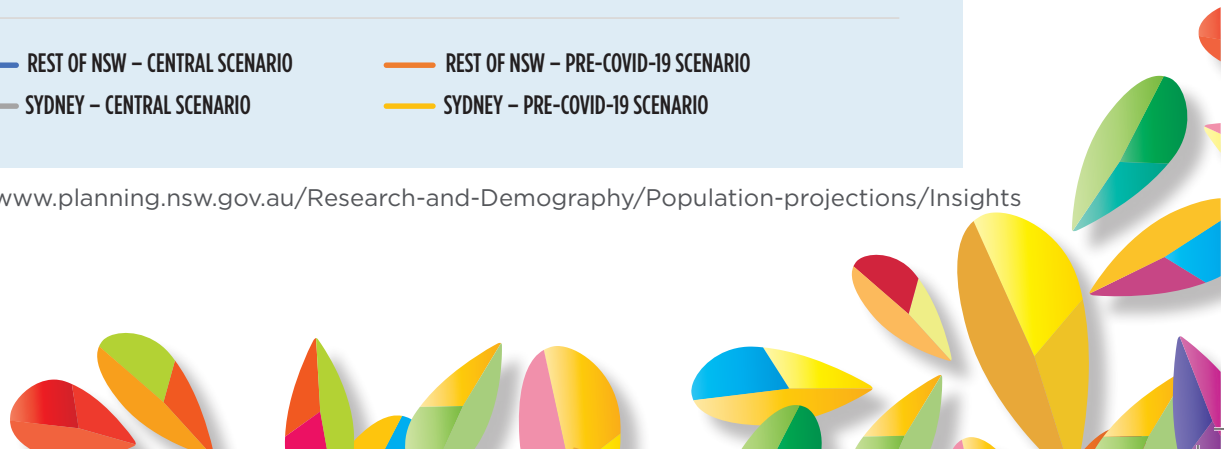 REST OF NSW – CENTRAL SCENARIO
REST OF NSW – PRE-COVID-19 SCENARIO
SYDNEY – CENTRAL SCENARIO
SYDNEY – PRE-COVID-19 SCENARIO
www.planning.nsw.gov.au/Research-and-Demography/Population-projections/Insights